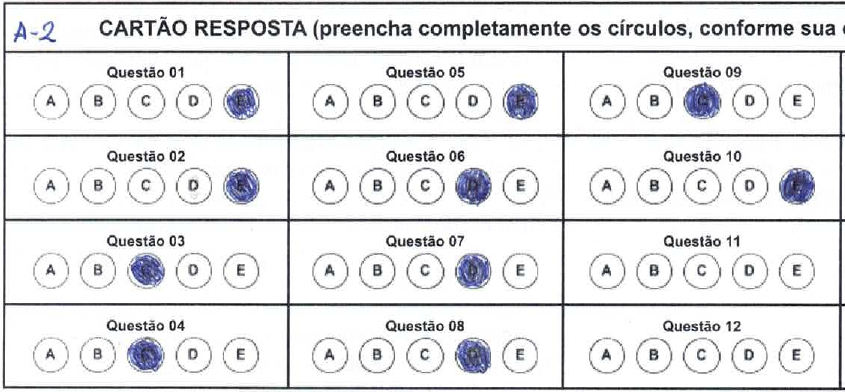 A-2 CARTÃO RESPOSTA (preencha completamente os círculos, conforme sua
Questão 01 Questão 05 Questão 09
A B C D E A B C D E A B C D E
Questão 02 Questão 06 Questão 10
A B C D E A B C D E A B C D E
Questão 03 Questão 07 Questão 11
A B C D E A B C D E A B C D E
Questão 04 Questão 08 Questão 12
A B C D E A B C D E A B C D E